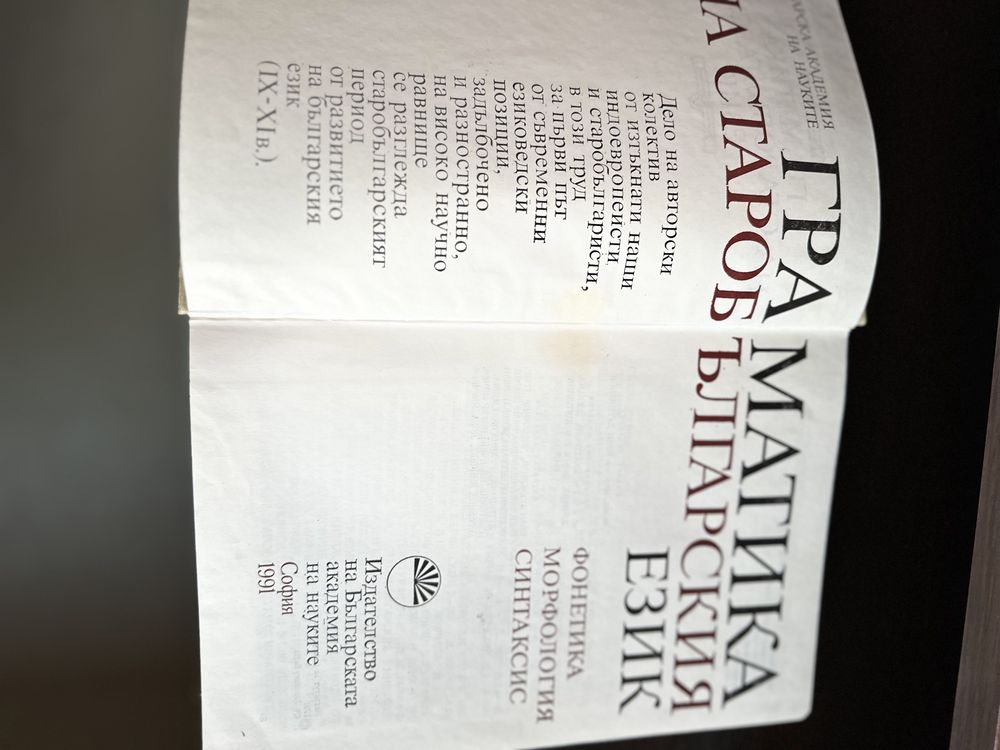 АРСКА АКАДЕМИЯ
НА НАУКИТЕ
ГРАМАТИКА
НА СТАРОБЪЛГАРСКИЯ
ЕЗИК
Дело на авторски
колектив
от изтъкнати наши
индоевропеисти
и старобългаристи,
в този труд
за първи път
от съвременни
езиковедски
позиции,
задълбочено
и разностранно,
на високо научно
равнище
се разглежда
старобългарският
период
от развитието
на българския
език
(IX-XIв.).
ФОНЕТИКА
МОРФОЛОГИЯ
СИНТАКСИС
Издателство
на Българската
академия
на науките
София
1991